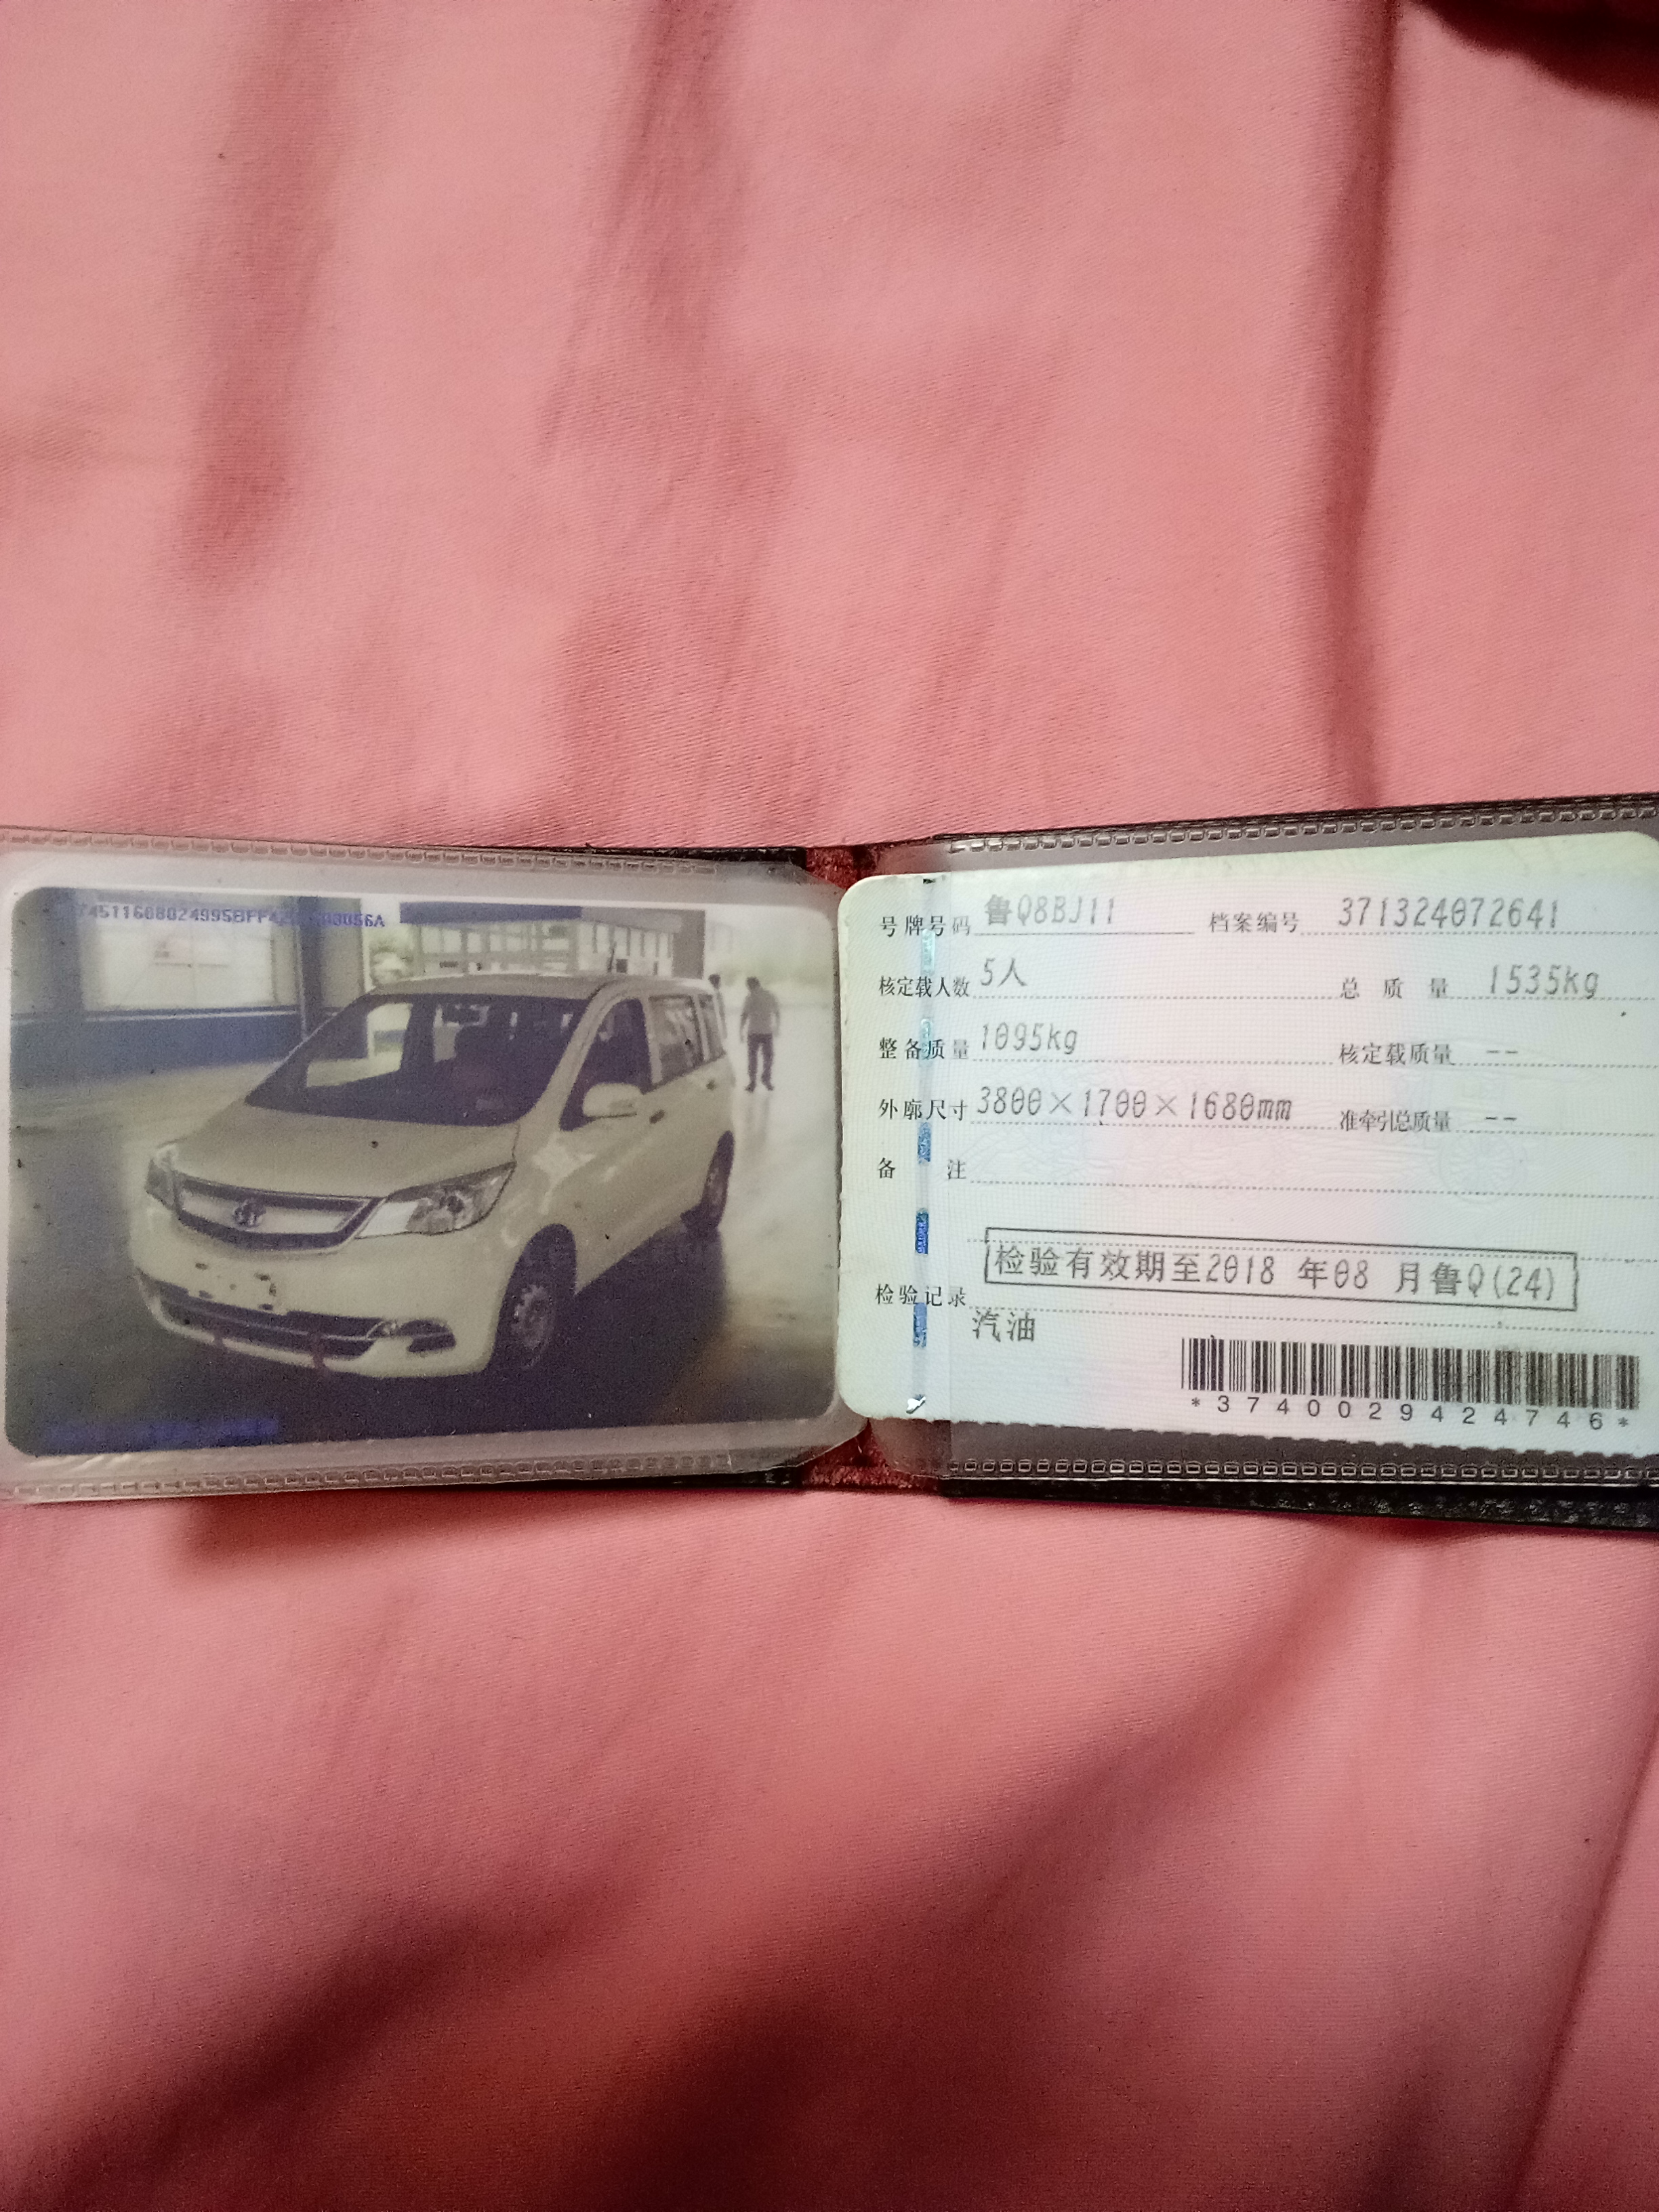 号牌号码 鲁Q8BJ11 档案编号 371324072641
核定载人数 5人 总质量 1535kg
整备质量 1095kg 核定载质量 --
外廓尺寸 3800×1700×1680mm 准牵引总质量 --
备注
检验有效期至2018 年08 月鲁Q(24)
检验记录
汽油
*3740029424746*